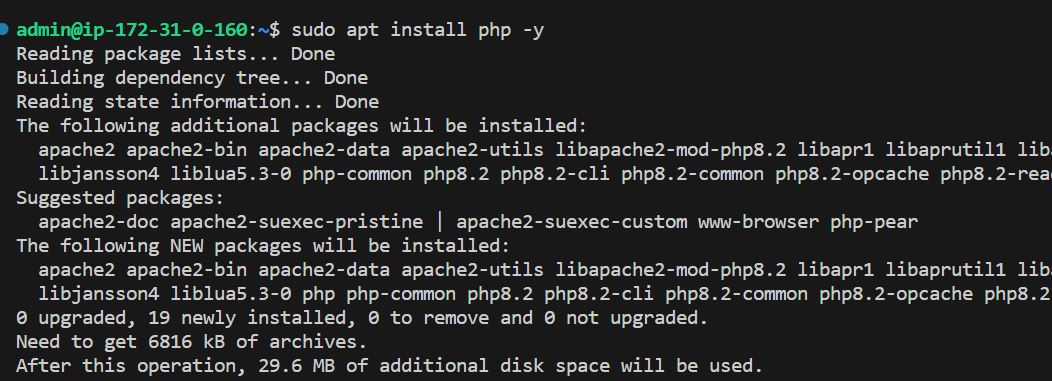 admin@ip-172-31-0-160:~$ sudo apt install php -y
Reading package lists... Done
Building dependency tree... Done
Reading state information... Done
The following additional packages will be installed:
  apache2 apache2-bin apache2-data apache2-utils libapache2-mod-php8.2 libapr1 libaprutil1 lib
  libjansson4 liblua5.3-0 php-common php8.2 php8.2-cli php8.2-common php8.2-opcache php8.2-rea
Suggested packages:
  apache2-doc apache2-suexec-pristine | apache2-suexec-custom www-browser php-pear
The following NEW packages will be installed:
  apache2 apache2-bin apache2-data apache2-utils libapache2-mod-php8.2 libapr1 libaprutil1 lib
  libjansson4 liblua5.3-0 php php-common php8.2 php8.2-cli php8.2-common php8.2-opcache php8.2
0 upgraded, 19 newly installed, 0 to remove and 0 not upgraded.
Need to get 6816 kB of archives.
After this operation, 29.6 MB of additional disk space will be used.